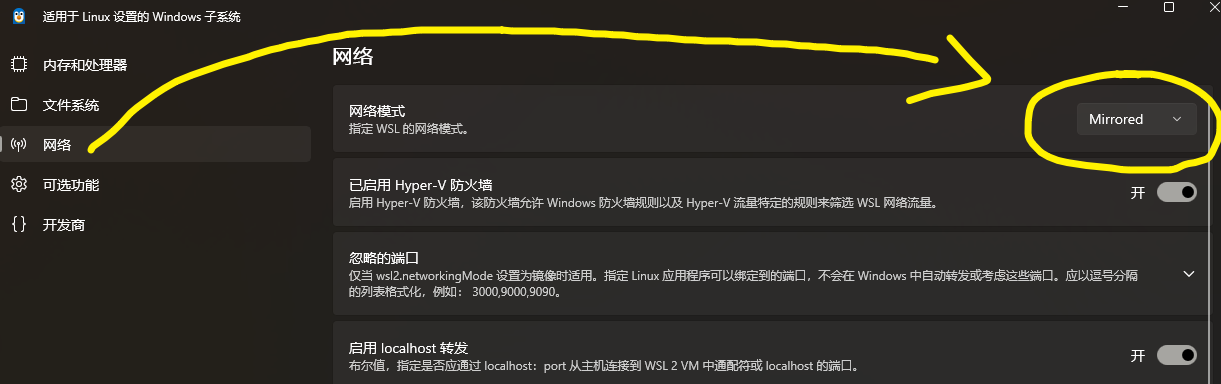 适用于 Linux 设置的 Windows 子系统
内存和处理器
文件系统
网络
可选功能
开发商
网络
网络模式
指定 WSL 的网络模式。
Mirrored
已启用 Hyper-V 防火墙
启用 Hyper-V 防火墙，该防火墙允许 Windows 防火墙规则以及 Hyper-V 流量特定的规则来筛选 WSL 网络流量。
开
忽略的端口
仅当 wsl2.networkingMode 设置为镜像时适用。指定 Linux 应用程序可以绑定到的端口，不会在 Windows 中自动转发或考虑这些端口。应以逗号分隔
的列表格式化，例如： 3000,9000,9090。
启用 localhost 转发
布尔值，指定是否应通过 localhost：port 从主机连接到 WSL 2 VM 中通配符或 localhost 的端口。
开